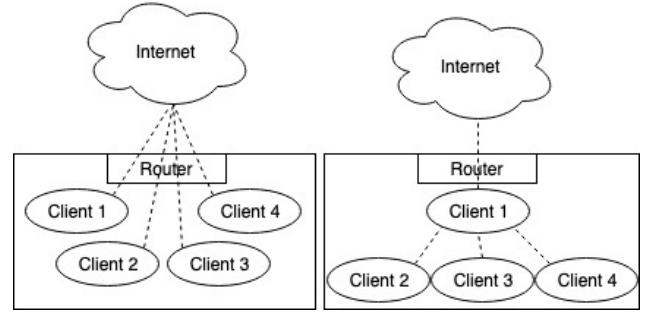 Internet
Router
Client 1
Client 4
Client 2
Client 3
Internet
Router
Client 1
Client 2
Client 3
Client 4